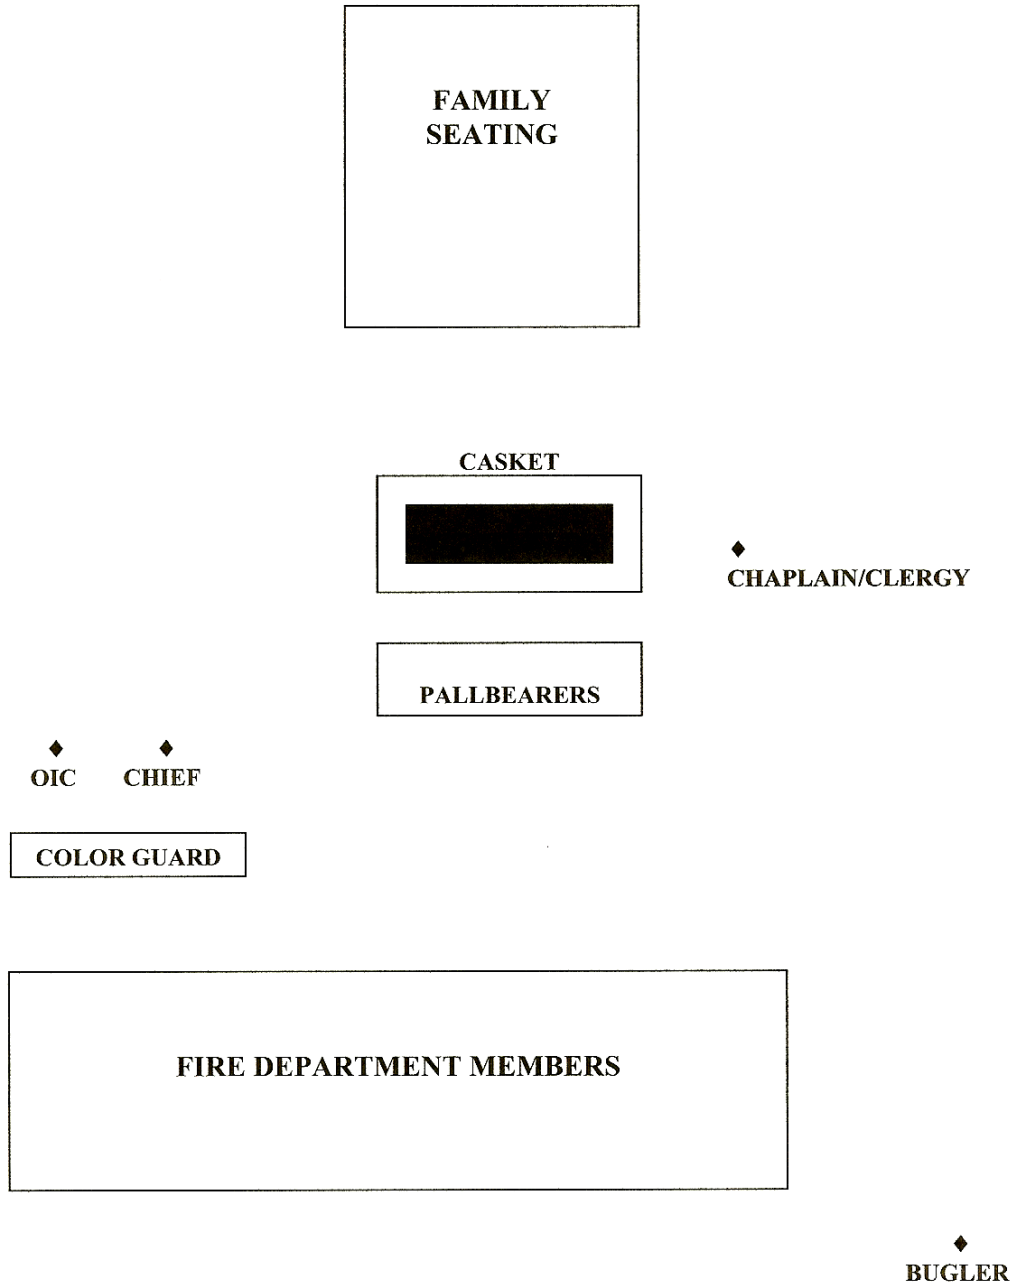 FAMILY
SEATING
CASKET
CHAPLAIN/CLERGY
PALLBEARERS
OIC CHIEF
COLOR GUARD
FIRE DEPARTMENT MEMBERS
BUGLER